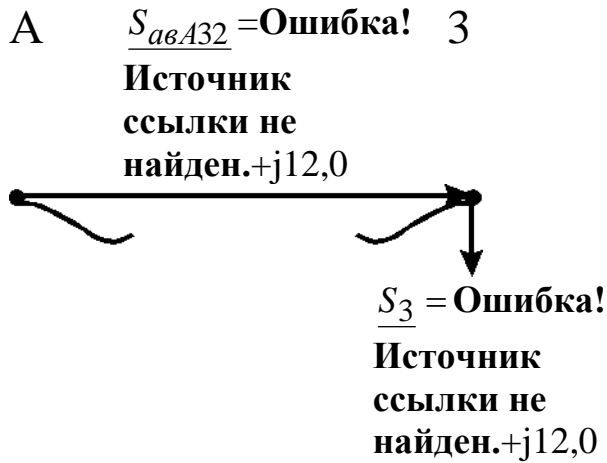 А S_авА32 =Ошибка! 3
Источник
ссылки не
найден.+j12,0
S_3 = Ошибка!
Источник
ссылки не
найден.+j12,0